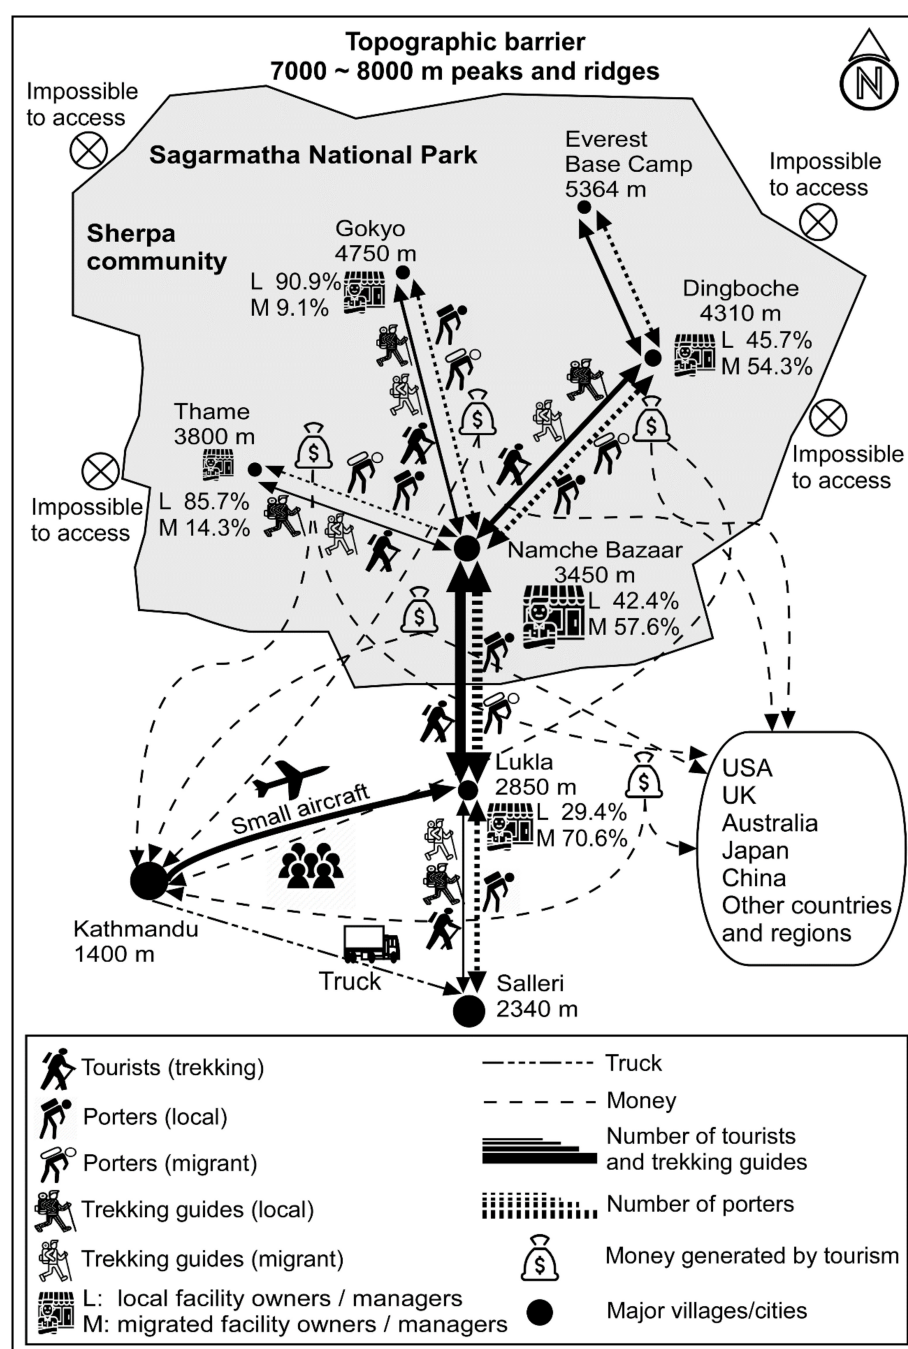 Topographic barrier
7000 ~ 8000 m peaks and ridges
N
Impossible
to access
Sagarmatha National Park
Everest
Base Camp
5364 m
Impossible
to access
Sherpa
community
Gokyo
4750 m
L 90.9%
M 9.1%
Dingboche
4310 m
L 45.7%
M 54.3%
Thame
3800 m
$
$
$
Impossible
to access
L 85.7%
M 14.3%
Impossible
to access
Namche Bazaar
3450 m
L 42.4%
M 57.6%
$
Lukla
2850 m
L 29.4%
M 70.6%
$
Small aircraft
USA
UK
Australia
Japan
China
Other countries
and regions
Kathmandu
1400 m
Truck
Salleri
2340 m
Tourists (trekking)
Porters (local)
Porters (migrant)
Trekking guides (local)
Trekking guides (migrant)
L: local facility owners / managers
M: migrated facility owners / managers
Truck
Money
Number of tourists
and trekking guides
Number of porters
$
Money generated by tourism
Major villages/cities